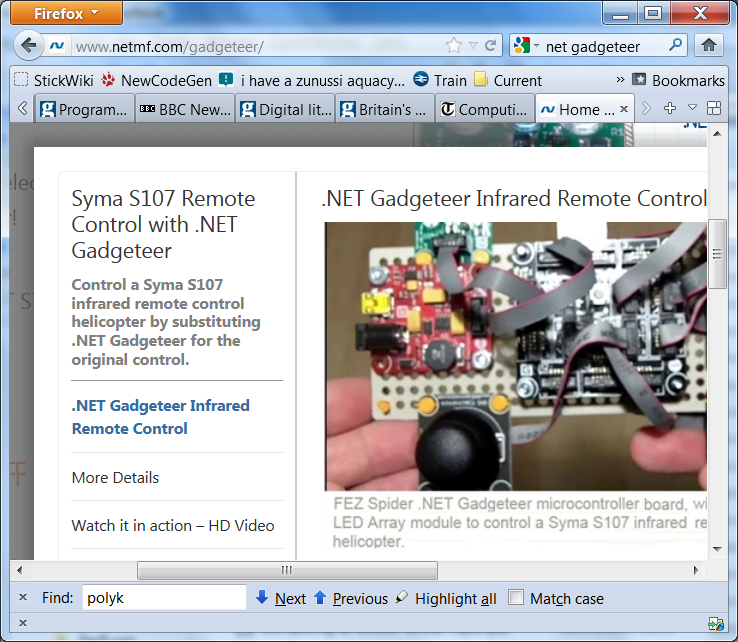 Firefox
www.netmf.com/gadgeteer/
net gadgeteer
StickWiki NewCodeGen i have a zunussi aquacy... Train Current » Bookmarks
Program... BBC New... Digital lit... Britain's ... Computi... Home ...
Syma S107 Remote
Control with .NET
Gadgeteer
Control a Syma S107
infrared remote control
helicopter by substituting
.NET Gadgeteer for the
original control.
.NET Gadgeteer Infrared
Remote Control
More Details
Watch it in action – HD Video
.NET Gadgeteer Infrared Remote Control
FEZ Spider .NET Gadgeteer microcontroller board, wi
LED Array module to control a Syma S107 infrared re
helicopter.
Find: polyk Next Previous Highlight all Match case